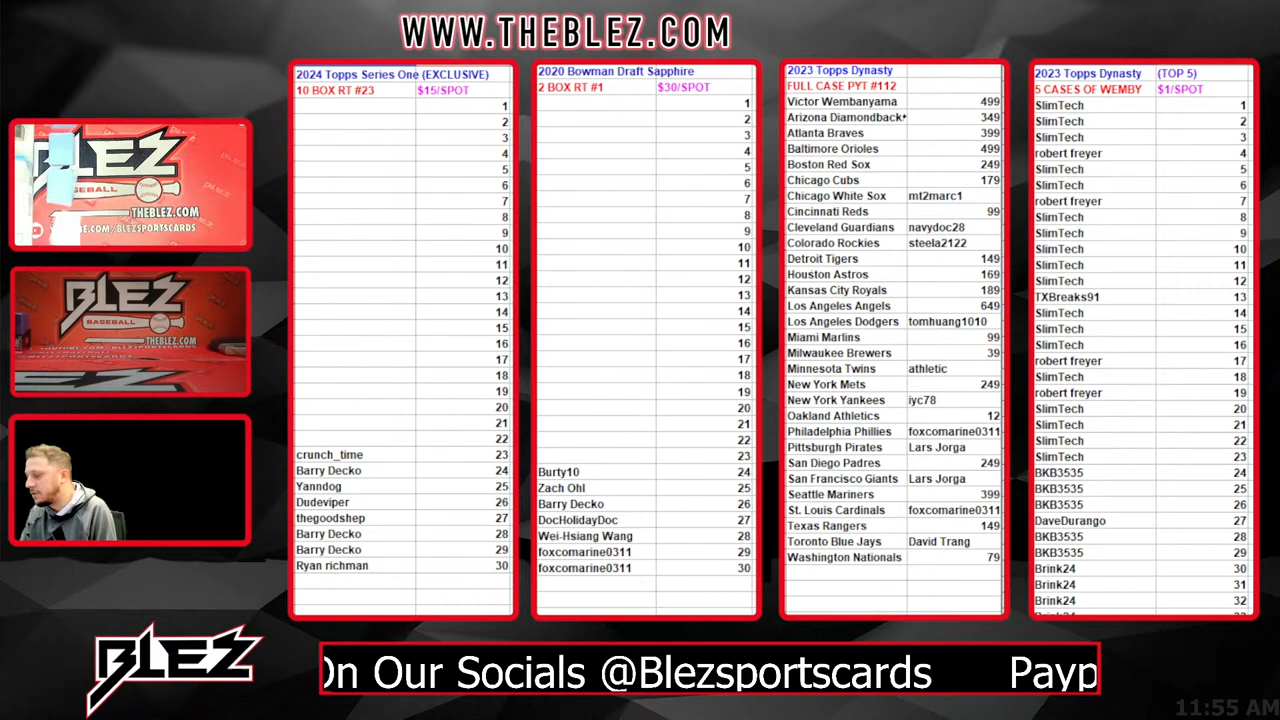 WWW.THEBLEZ.COM
2024 Topps Series One (EXCLUSIVE)
10 BOX RT #23 $15/SPOT
1
2
3
4
5
6
7
8
9
10
11
12
13
14
15
16
17
18
19
20
21
22
crunch_time 23
Barry Decko 24
Yanndog 25
Dudeviper 26
thegoodshep 27
Barry Decko 28
Barry Decko 29
Ryan richman 30
2020 Bowman Draft Sapphire
2 BOX RT #1 $30/SPOT
1
2
3
4
5
6
7
8
9
10
11
12
13
14
15
16
17
18
19
20
21
22
23
Burty10 24
Zach Ohl 25
Barry Decko 26
DocHolidayDoc 27
Wei-Hsiang Wang 28
foxcomarine0311 29
foxcomarine0311 30
2023 Topps Dynasty
FULL CASE PYT #112
Victor Wembanyama 499
Arizona Diamondback 349
Atlanta Braves 399
Baltimore Orioles 499
Boston Red Sox 249
Chicago Cubs 179
Chicago White Sox mt2marc1
Cincinnati Reds 99
Cleveland Guardians navydoc28
Colorado Rockies steela2122
Detroit Tigers 149
Houston Astros 169
Kansas City Royals 189
Los Angeles Angels 649
Los Angeles Dodgers tomhuang1010
Miami Marlins 99
Milwaukee Brewers 39
Minnesota Twins athletic
New York Mets 249
New York Yankees iyc78
Oakland Athletics 12
Philadelphia Phillies foxcomarine0311
Pittsburgh Pirates Lars Jorga
San Diego Padres 249
San Francisco Giants Lars Jorga
Seattle Mariners 399
St. Louis Cardinals foxcomarine0311
Texas Rangers 149
Toronto Blue Jays David Trang
Washington Nationals 79
2023 Topps Dynasty (TOP 5)
5 CASES OF WEMBY $1/SPOT
SlimTech 1
SlimTech 2
SlimTech 3
robert freyer 4
SlimTech 5
SlimTech 6
robert freyer 7
SlimTech 8
SlimTech 9
SlimTech 10
SlimTech 11
SlimTech 12
TXBreaks91 13
SlimTech 14
SlimTech 15
SlimTech 16
robert freyer 17
SlimTech 18
robert freyer 19
SlimTech 20
SlimTech 21
SlimTech 22
SlimTech 23
BKB3535 24
BKB3535 25
BKB3535 26
DaveDurango 27
BKB3535 28
BKB3535 29
Brink24 30
Brink24 31
Brink24 32
BLEZ
BASEBALL
THEBLEZ.COM
BLEZSPORTSCARDS
BLEZ
BASEBALL
THEBLEZ.COM
BLEZ
On Our Socials @Blezsportscards Payp
11:55 AM